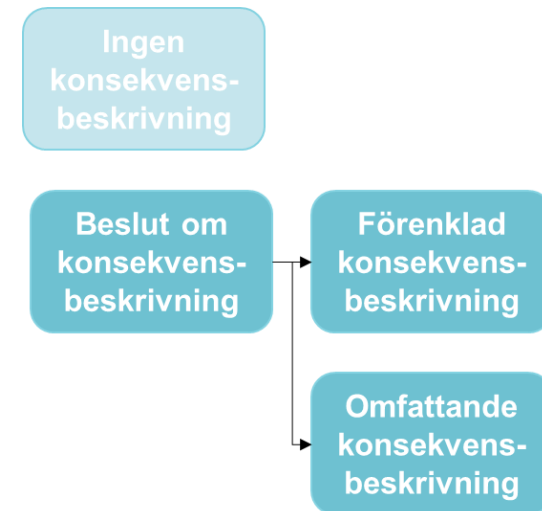 Ingen
konsekvens-
beskrivning
Beslut om
konsekvens-
beskrivning
Förenklad
konsekvens-
beskrivning
Omfattande
konsekvens-
beskrivning